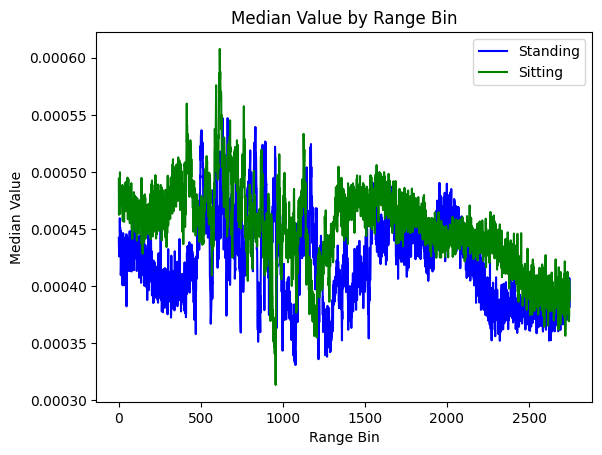 Median Value by Range Bin
Standing
Sitting
0.00060
0.00055
0.00050
0.00045
0.00040
0.00035
0.00030
Median Value
0 500 1000 1500 2000 2500
Range Bin